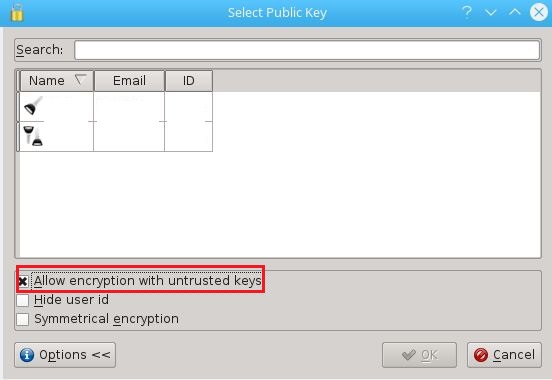 Select Public Key
Search:
Name Email ID
Allow encryption with untrusted keys
Hide user id
Symmetrical encryption
Options << OK Cancel